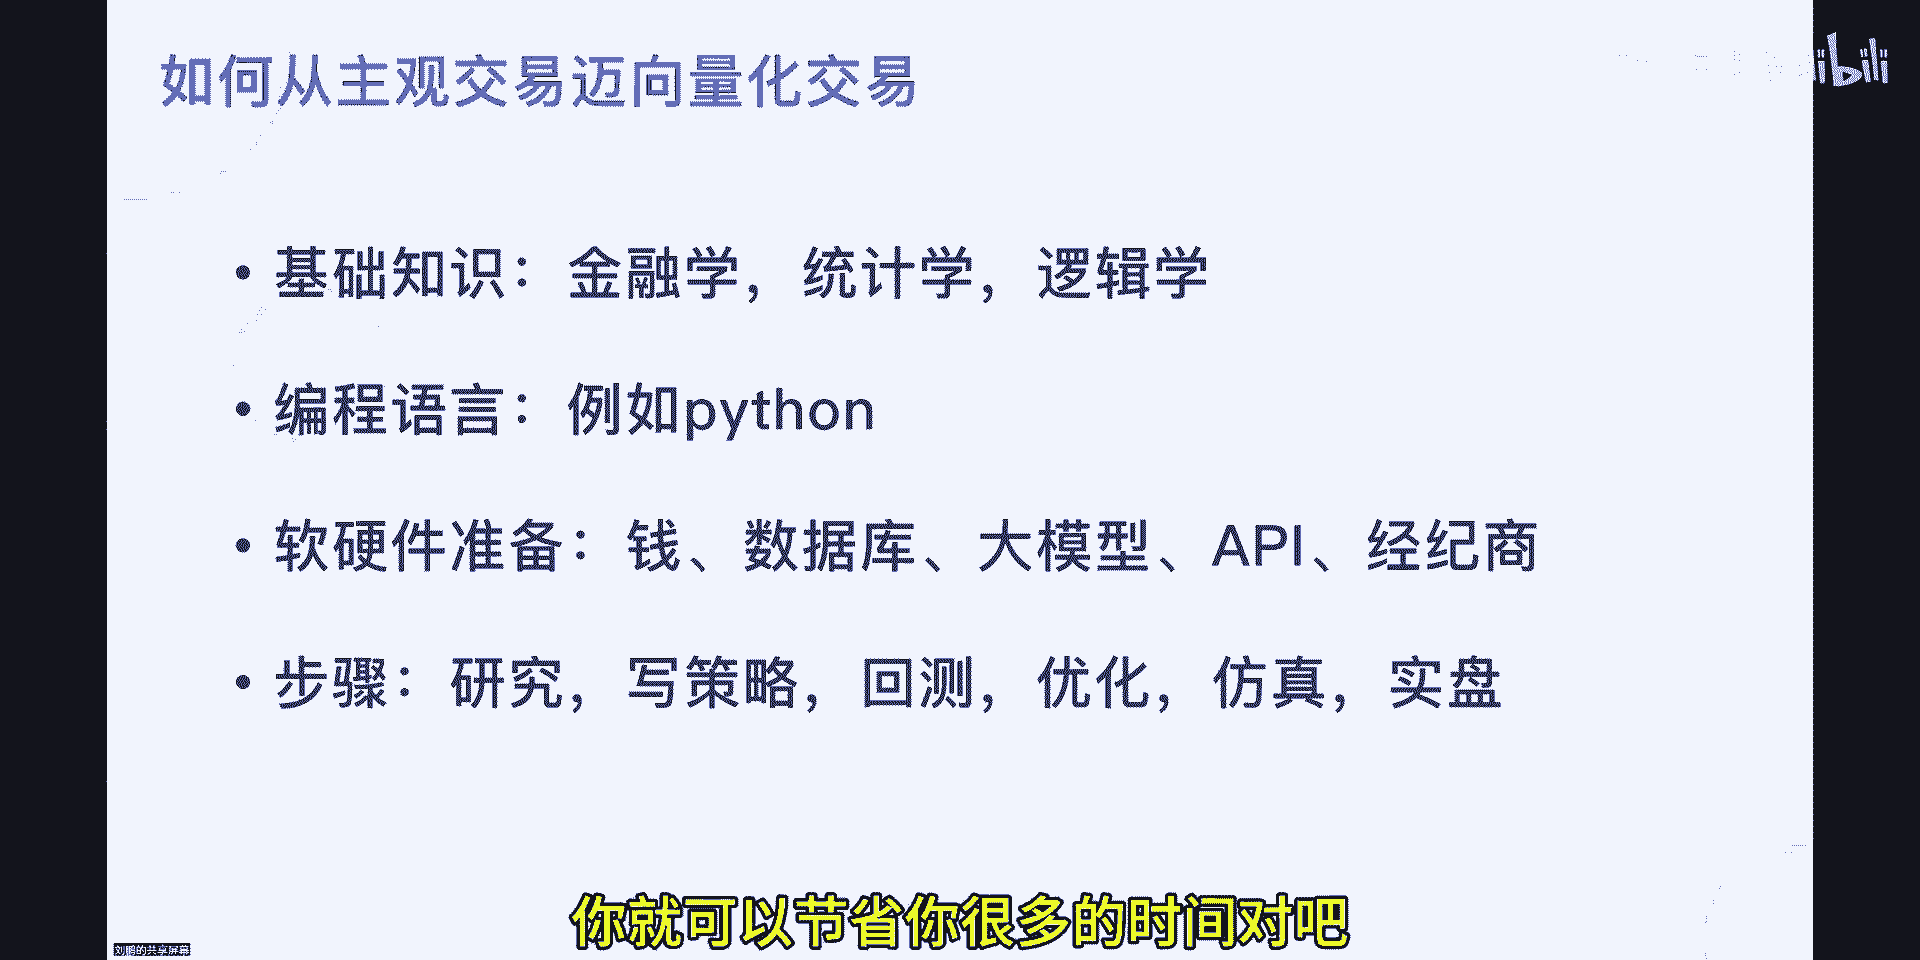 如何从主观交易迈向量化交易
• 基础知识：金融学，统计学，逻辑学
• 编程语言：例如python
• 软硬件准备：钱、数据库、大模型、API、经纪商
• 步骤：研究，写策略，回测，优化，仿真，实盘
你就可以节省你很多的时间对吧
刘鹏的共享屏幕